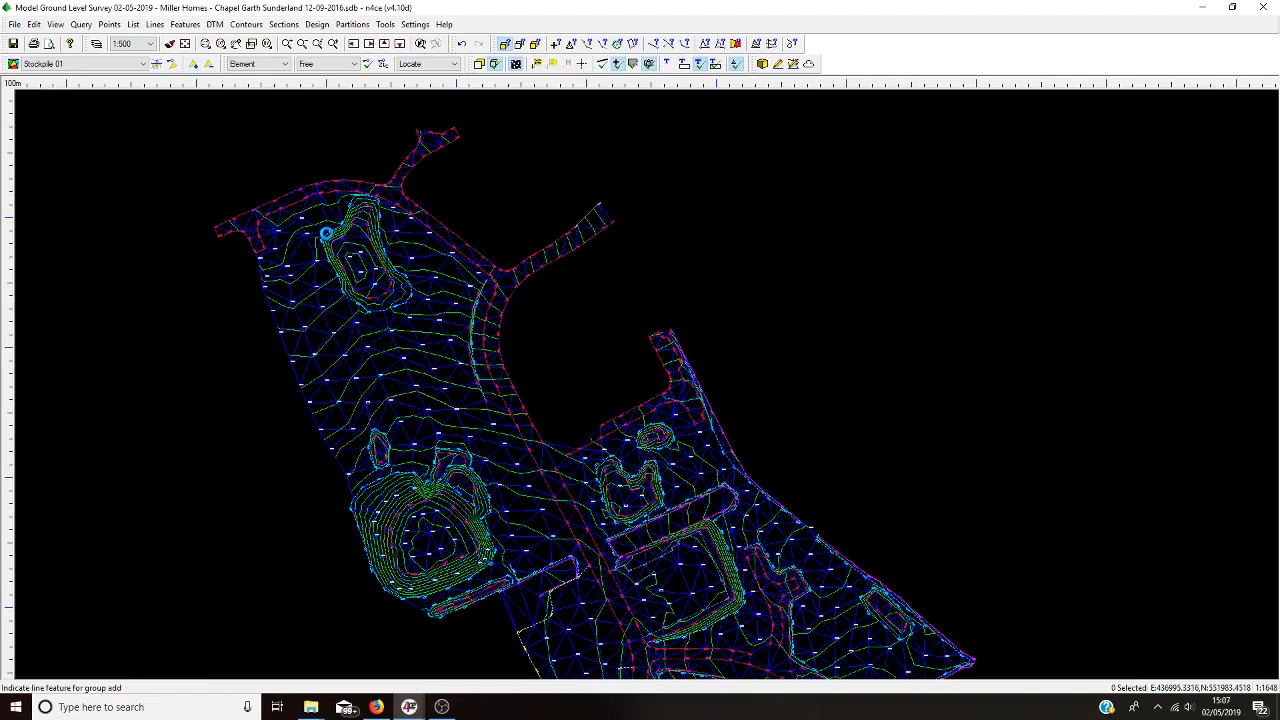 Model Ground Level Survey 02-05-2019 - Miller Homes - Chapel Garth Sunderland 12-09-2016.sdb - n4ce (v4.10d)
File Edit View Query Points List Lines Features DTM Contours Sections Design Partitions Tools Settings Help
1:500
Stockpile 01 Element Free Locate
100m
Indicate line feature for group add 0 Selected E:436995.3316,N:551983.4518 1:1648
Type here to search 99+ 15:07
02/05/2019 22